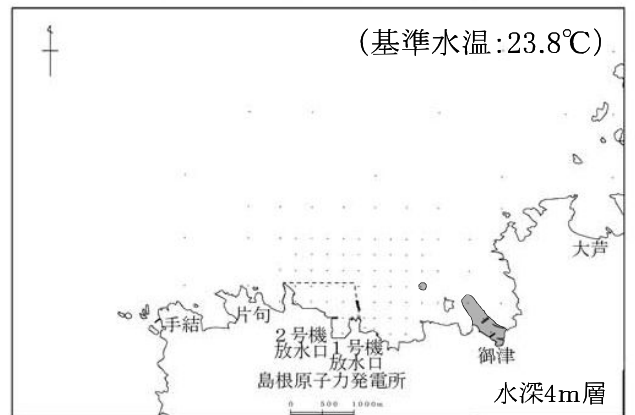 （基準水温：23.8℃）
大芦
片句
手結
2号機
放水口
1号機
放水口
御津
島根原子力発電所
水深4m層
0 500 1000m